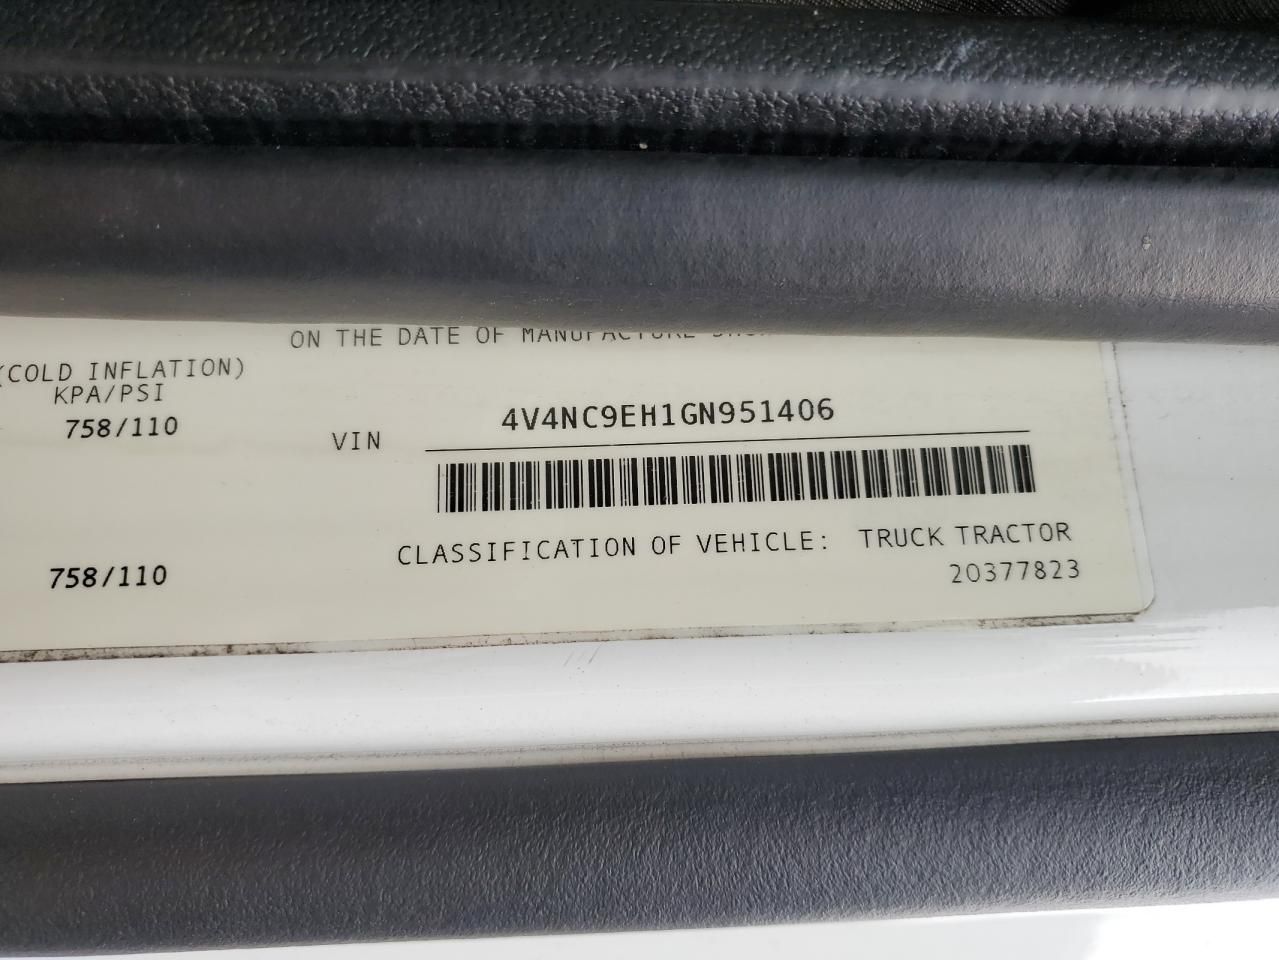 ON THE DATE OF MANUFACTURE
(COLD INFLATION)
KPA/PSI
758/110
VIN 4V4NC9EH1GN951406
CLASSIFICATION OF VEHICLE: TRUCK TRACTOR
758/110
20377823